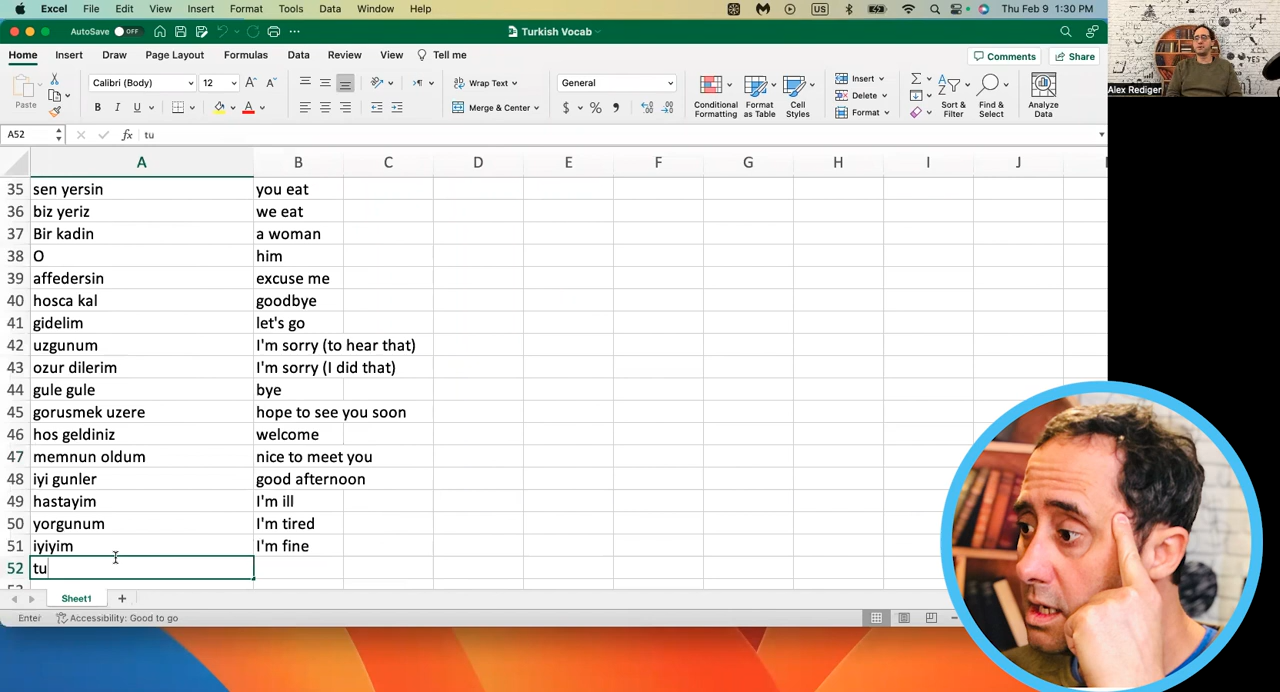 Excel File Edit View Insert Format Tools Data Window Help US Thu Feb 9 1:30 PM
AutoSave OFF Turkish Vocab
Home Insert Draw Page Layout Formulas Data Review View Tell me Comments Share
Paste Calibri (Body) 12 A A Wrap Text General Insert Σ
B I U A Merge & Center $ % Conditional Formatting Format as Table Cell Styles Delete Format Sort & Filter Find & Select Analyze Data
Alex Rediger
A52 fx tu
A B C D E F G H I J
35 sen yersin you eat
36 biz yeriz we eat
37 Bir kadin a woman
38 O him
39 affedersin excuse me
40 hosca kal goodbye
41 gidelim let's go
42 uzgunum I'm sorry (to hear that)
43 ozur dilerim I'm sorry (I did that)
44 gule gule bye
45 gorusmek uzere hope to see you soon
46 hos geldiniz welcome
47 memnun oldum nice to meet you
48 iyi gunler good afternoon
49 hastayim I'm ill
50 yorgunum I'm tired
51 iyiyim I'm fine
52 tu
Sheet1 +
Enter Accessibility: Good to go